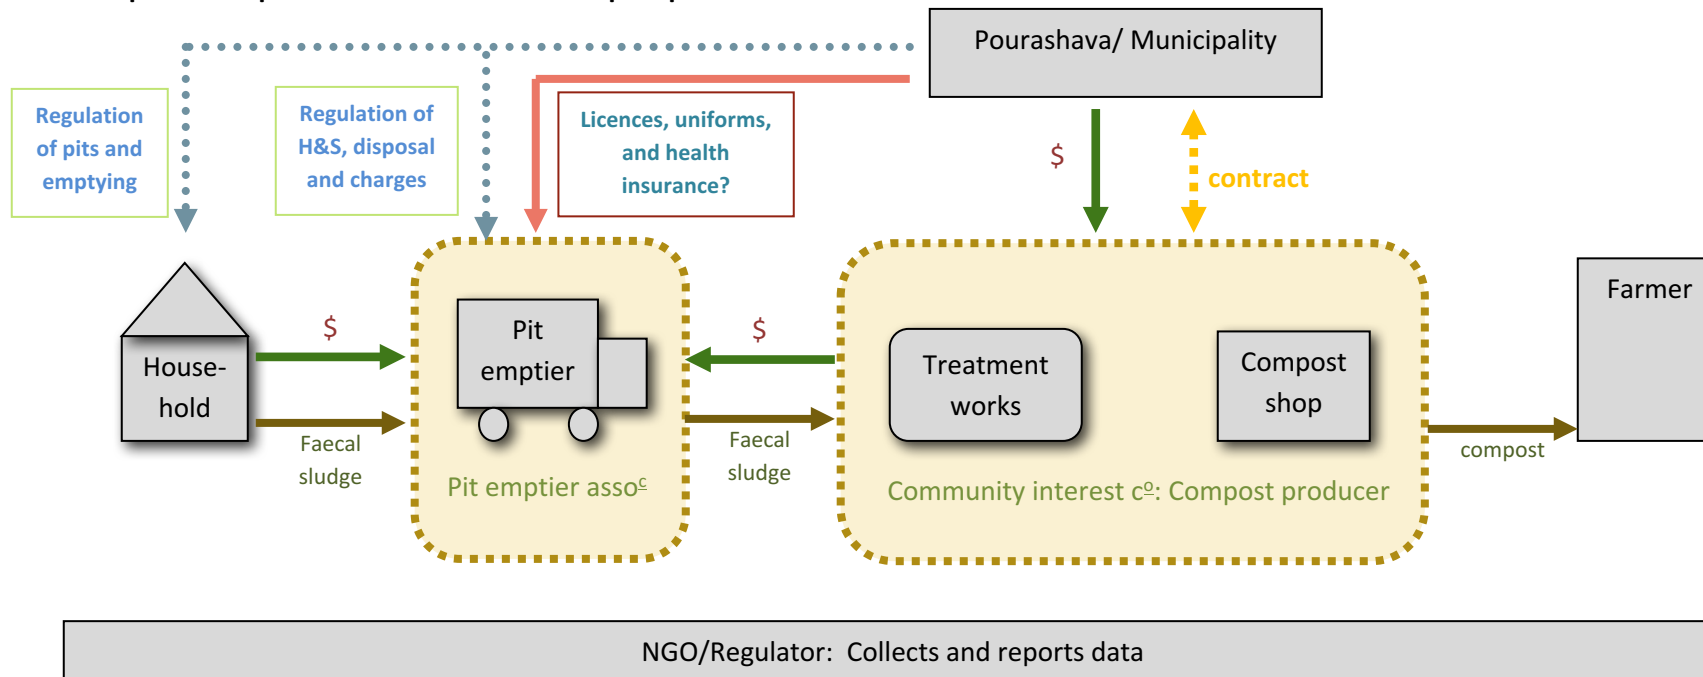 Pourashava/ Municipality
Regulation
of pits and
emptying
Regulation of
H&S, disposal
and charges
Licences, uniforms,
and health
insurance?
$
contract
House-
hold
$
Faecal
sludge
Pit
emptier
Pit emptier assoc
$
Faecal
sludge
Treatment
works
Compost
shop
Community interest co: Compost producer
compost
Farmer
NGO/Regulator: Collects and reports data